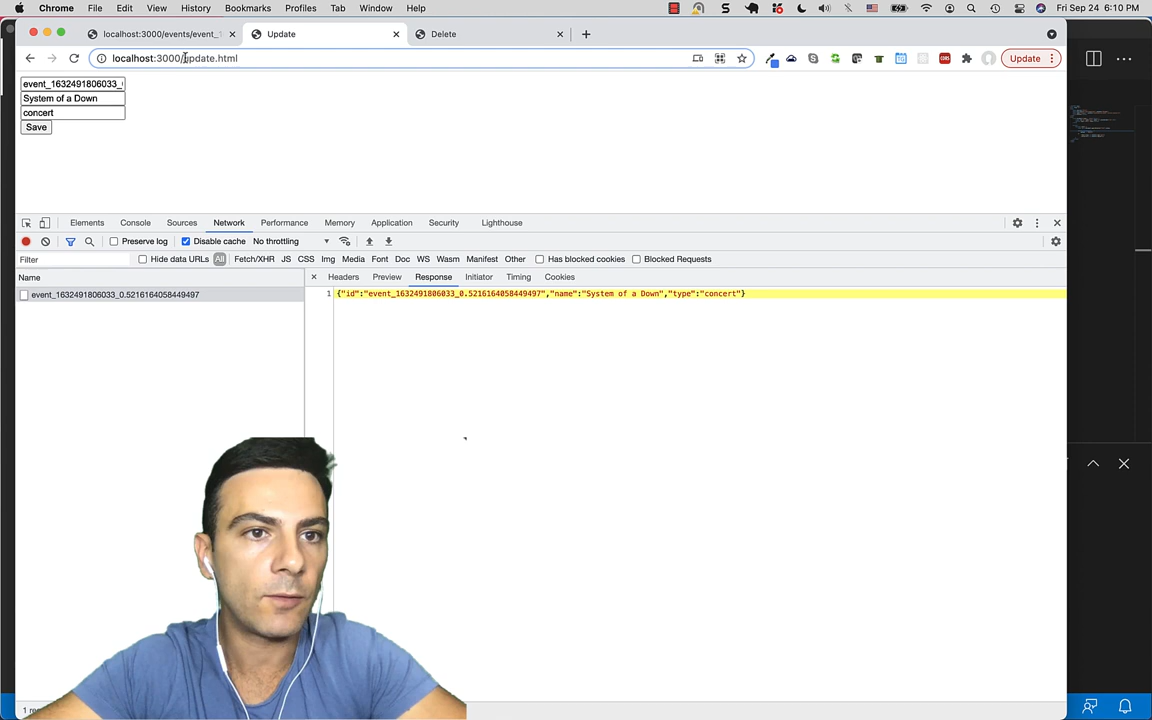 Chrome File Edit View History Bookmarks Profiles Tab Window Help Fri Sep 24 6:10 PM
localhost:3000/events/event_1 Update Delete
localhost:3000/update.html Update
event_1632491806033_
System of a Down
concert
Save
Elements Console Sources Network Performance Memory Application Security Lighthouse
Preserve log Disable cache No throttling
Filter Hide data URLs All Fetch/XHR JS CSS Img Media Font Doc WS Wasm Manifest Other Has blocked cookies Blocked Requests
Name Headers Preview Response Initiator Timing Cookies
event_1632491806033_0.5216164058449497 1 {"id":"event_1632491806033_0.5216164058449497","name":"System of a Down","type":"concert"}